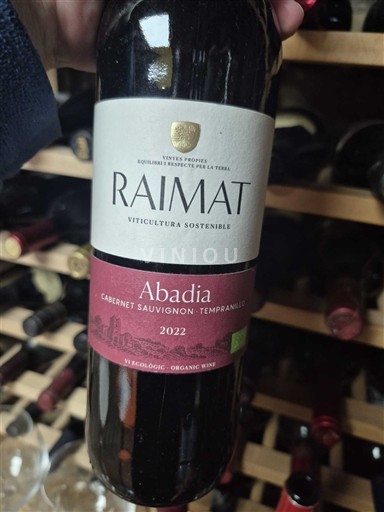 VINYES PRÒPIES
EQUILIBRI I RESPECTE PER LA TERRA
RAIMAT
VITICULTURA SOSTENIBLE
VINIOU
Abadia
CABERNET SAUVIGNON · TEMPRANILLO
2022
VI ECOLÒGIC · ORGANIC WINE